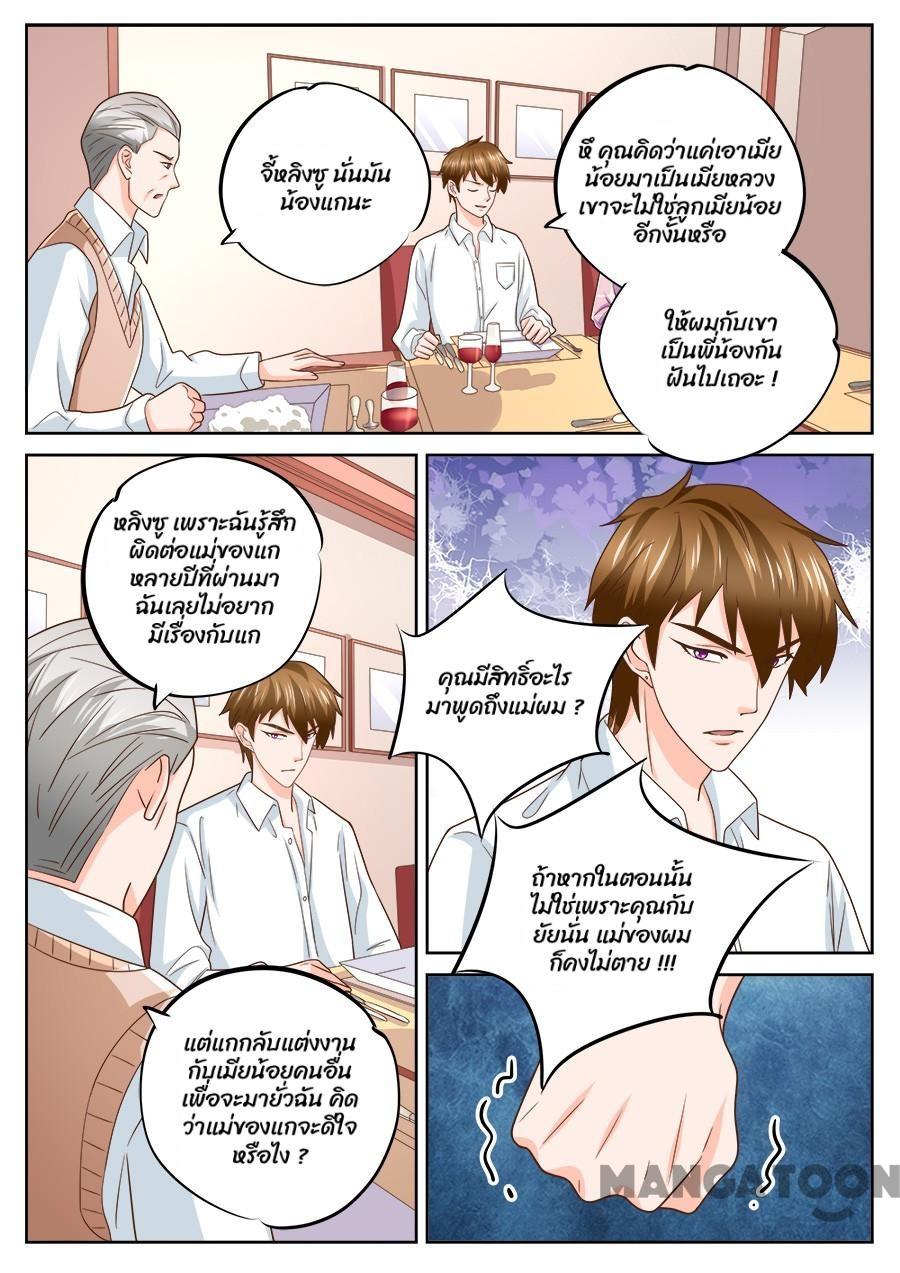 จี้หลิงซู นั่นมัน
น้องแกนะ
หึ คุณคิดว่าแค่เอาเมีย
น้อยมาเป็นเมียหลวง
เขาจะไม่ใช่ลูกเมียน้อย
อีกงั้นหรือ
ให้ผมกับเขา
เป็นพี่น้องกัน
ฝันไปเถอะ !
หลิงซู เพราะฉันรู้สึก
ผิดต่อแม่ของแก
หลายปีที่ผ่านมา
ฉันเลยไม่อยาก
มีเรื่องกับแก
แต่แกกลับแต่งงาน
กับเมียน้อยคนอื่น
เพื่อจะมายั่วฉัน คิด
ว่าแม่ของแกจะดีใจ
หรือไง ?
คุณมีสิทธิ์อะไร
มาพูดถึงแม่ผม ?
ถ้าหากในตอนนั้น
ไม่ใช่เพราะคุณกับ
ยัยนั่น แม่ของผม
ก็คงไม่ตาย !!!
MANGATOON